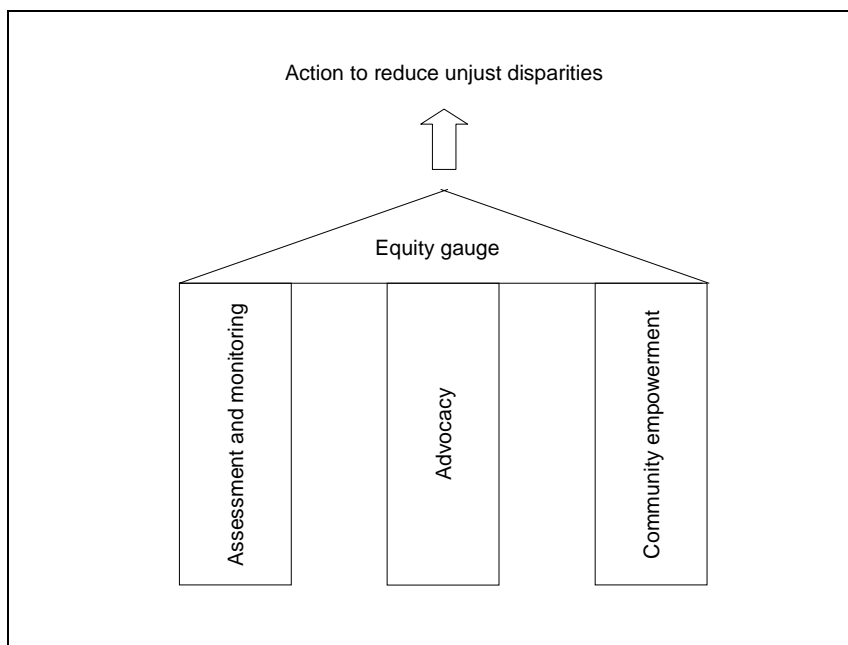 Action to reduce unjust disparities
Equity gauge
Assessment and monitoring
Advocacy
Community empowerment